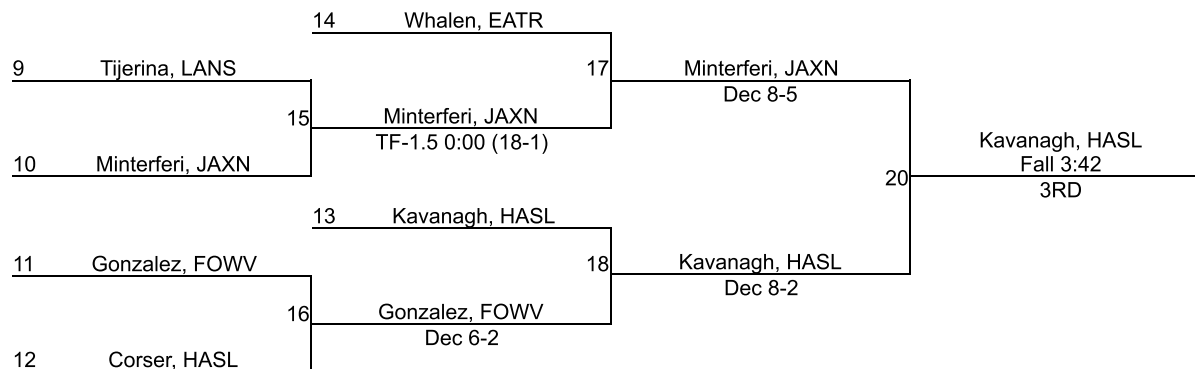 14 Whalen, EATR
9 Tijerina, LANS
17 Minterferi, JAXN
Dec 8-5
15 Minterferi, JAXN
TF-1.5 0:00 (18-1)
10 Minterferi, JAXN
Kavanagh, HASL
Fall 3:42
20
3RD
13 Kavanagh, HASL
11 Gonzalez, FOWV
18 Kavanagh, HASL
Dec 8-2
16 Gonzalez, FOWV
Dec 6-2
12 Corser, HASL